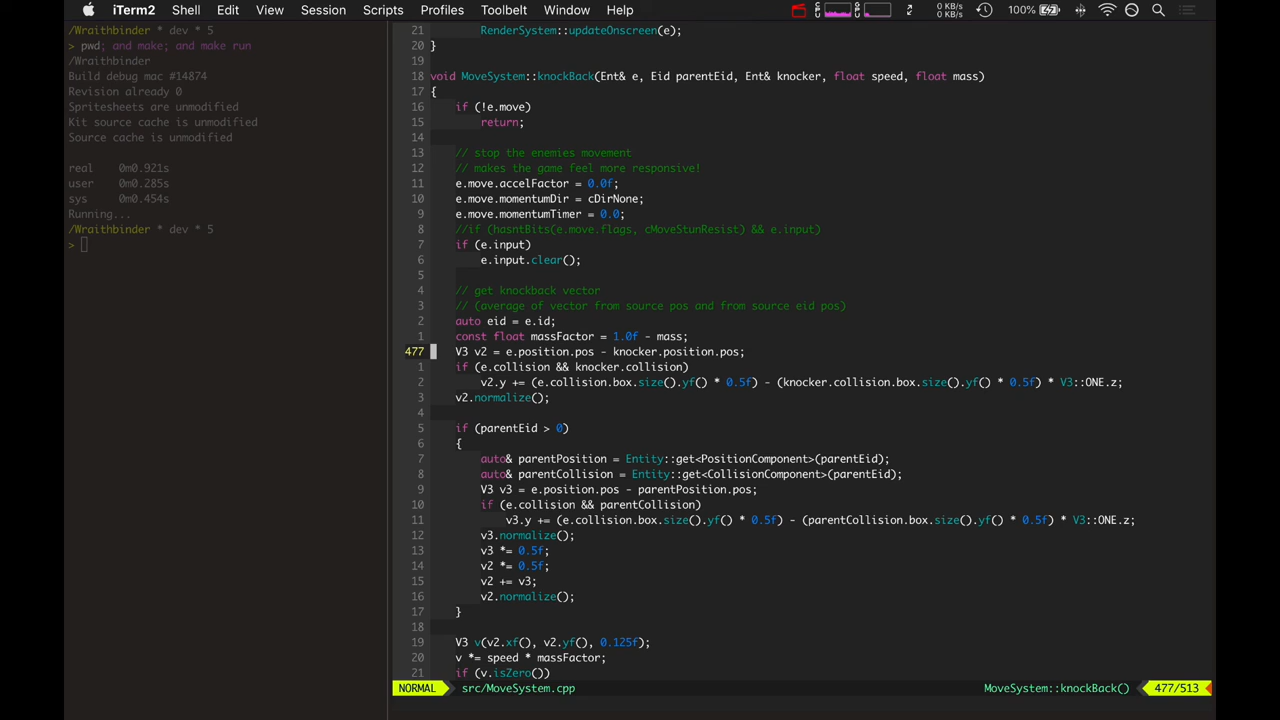 iTerm2 Shell Edit View Session Scripts Profiles Toolbelt Window Help 0 KB/s 0 KB/s 100%
/Wraithbinder * dev * 5
> pwd; and make; and make run
/Wraithbinder
Build debug mac #14874
Revision already 0
Spritesheets are unmodified
Kit source cache is unmodified
Source cache is unmodified
real 0m0.921s
user 0m0.285s
sys 0m0.454s
Running...
/Wraithbinder * dev * 5
>
21 RenderSystem::updateOnscreen(e);
20 }
19
18 void MoveSystem::knockBack(Ent& e, Eid parentEid, Ent& knocker, float speed, float mass)
17 {
16 if (!e.move)
15 return;
14
13 // stop the enemies movement
12 // makes the game feel more responsive!
11 e.move.accelFactor = 0.0f;
10 e.move.momentumDir = cDirNone;
9 e.move.momentumTimer = 0.0;
8 //if (hasntBits(e.move.flags, cMoveStunResist) && e.input)
7 if (e.input)
6 e.input.clear();
5
4 // get knockback vector
3 // (average of vector from source pos and from source eid pos)
2 auto eid = e.id;
1 const float massFactor = 1.0f - mass;
477 V3 v2 = e.position.pos - knocker.position.pos;
1 if (e.collision && knocker.collision)
2 v2.y += (e.collision.box.size().yf() * 0.5f) - (knocker.collision.box.size().yf() * 0.5f) * V3::ONE.z;
3 v2.normalize();
4
5 if (parentEid > 0)
6 {
7 auto& parentPosition = Entity::get<PositionComponent>(parentEid);
8 auto& parentCollision = Entity::get<CollisionComponent>(parentEid);
9 V3 v3 = e.position.pos - parentPosition.pos;
10 if (e.collision && parentCollision)
11 v3.y += (e.collision.box.size().yf() * 0.5f) - (parentCollision.box.size().yf() * 0.5f) * V3::ONE.z;
12 v3.normalize();
13 v3 *= 0.5f;
14 v2 *= 0.5f;
15 v2 += v3;
16 v2.normalize();
17 }
18
19 V3 v(v2.xf(), v2.yf(), 0.125f);
20 v *= speed * massFactor;
21 if (v.isZero())
NORMAL src/MoveSystem.cpp MoveSystem::knockBack() 477/513